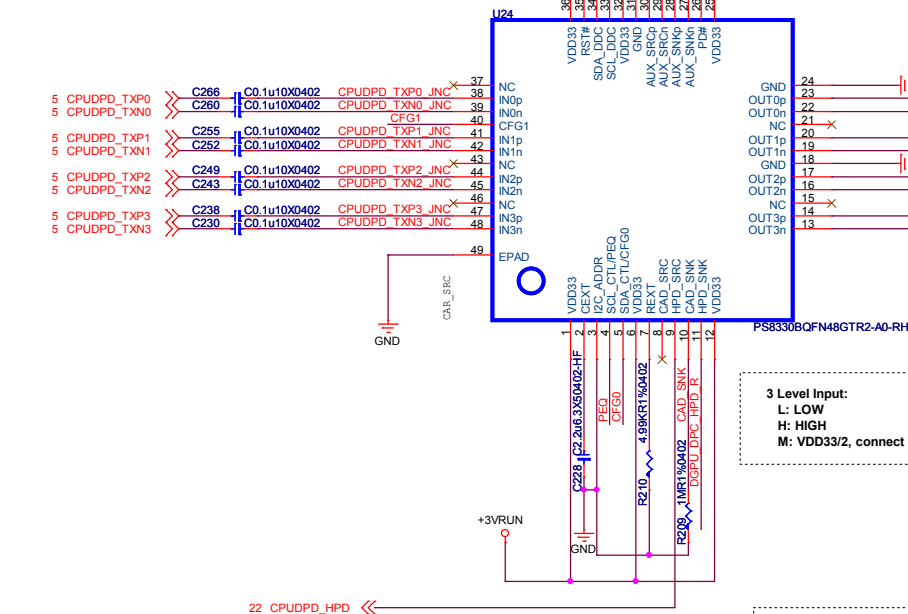 U24
36
35
34
33
32
31
30
29
28
27
26
25
VDD33
RST#
SDA_DDC
SCL_DDC
VDD33
GND
AUX_SRCp
AUX_SRCn
AUX_SNKp
AUX_SNKn
PD#
VDD33
37 NC
5 CPUDPD_TXP0 C266 C0.1u10X0402 CPUDPD_TXP0_JNC 38 IN0p
5 CPUDPD_TXN0 C260 C0.1u10X0402 CPUDPD_TXN0_JNC 39 IN0n
CFG1 40 CFG1
5 CPUDPD_TXP1 C255 C0.1u10X0402 CPUDPD_TXP1_JNC 41 IN1p
5 CPUDPD_TXN1 C252 C0.1u10X0402 CPUDPD_TXN1_JNC 42 IN1n
43 NC
5 CPUDPD_TXP2 C249 C0.1u10X0402 CPUDPD_TXP2_JNC 44 IN2p
5 CPUDPD_TXN2 C243 C0.1u10X0402 CPUDPD_TXN2_JNC 45 IN2n
46 NC
5 CPUDPD_TXP3 C238 C0.1u10X0402 CPUDPD_TXP3_JNC 47 IN3p
5 CPUDPD_TXN3 C230 C0.1u10X0402 CPUDPD_TXN3_JNC 48 IN3n
49 EPAD
GND 24
OUT0p 23
OUT0n 22
NC 21
OUT1p 20
OUT1n 19
GND 18
OUT2p 17
OUT2n 16
NC 15
OUT3p 14
OUT3n 13
CAR_SRC
GND
VDD33
CEXT
I2C_ADDR
SCL_CTL/PEQ
SDA_CTL/CFG0
VDD33
REXT
CAD_SRC
HPD_SRC
CAD_SNK
HPD_SNK
VDD33
1
2
3
4
5
6
7
8
9
10
11
12
PS8330BQFN48GTR2-A0-RH
C228 C2.2u6.3X50402-HF
PEQ
CFG0
R210 4.99KR1%0402
R209 1MR1%0402
CAD_SNK
DGPU_DPC_HPD_R
3 Level Input:
L: LOW
H: HIGH
M: VDD33/2, connect
+3VRUN
GND
22 CPUDPD_HPD